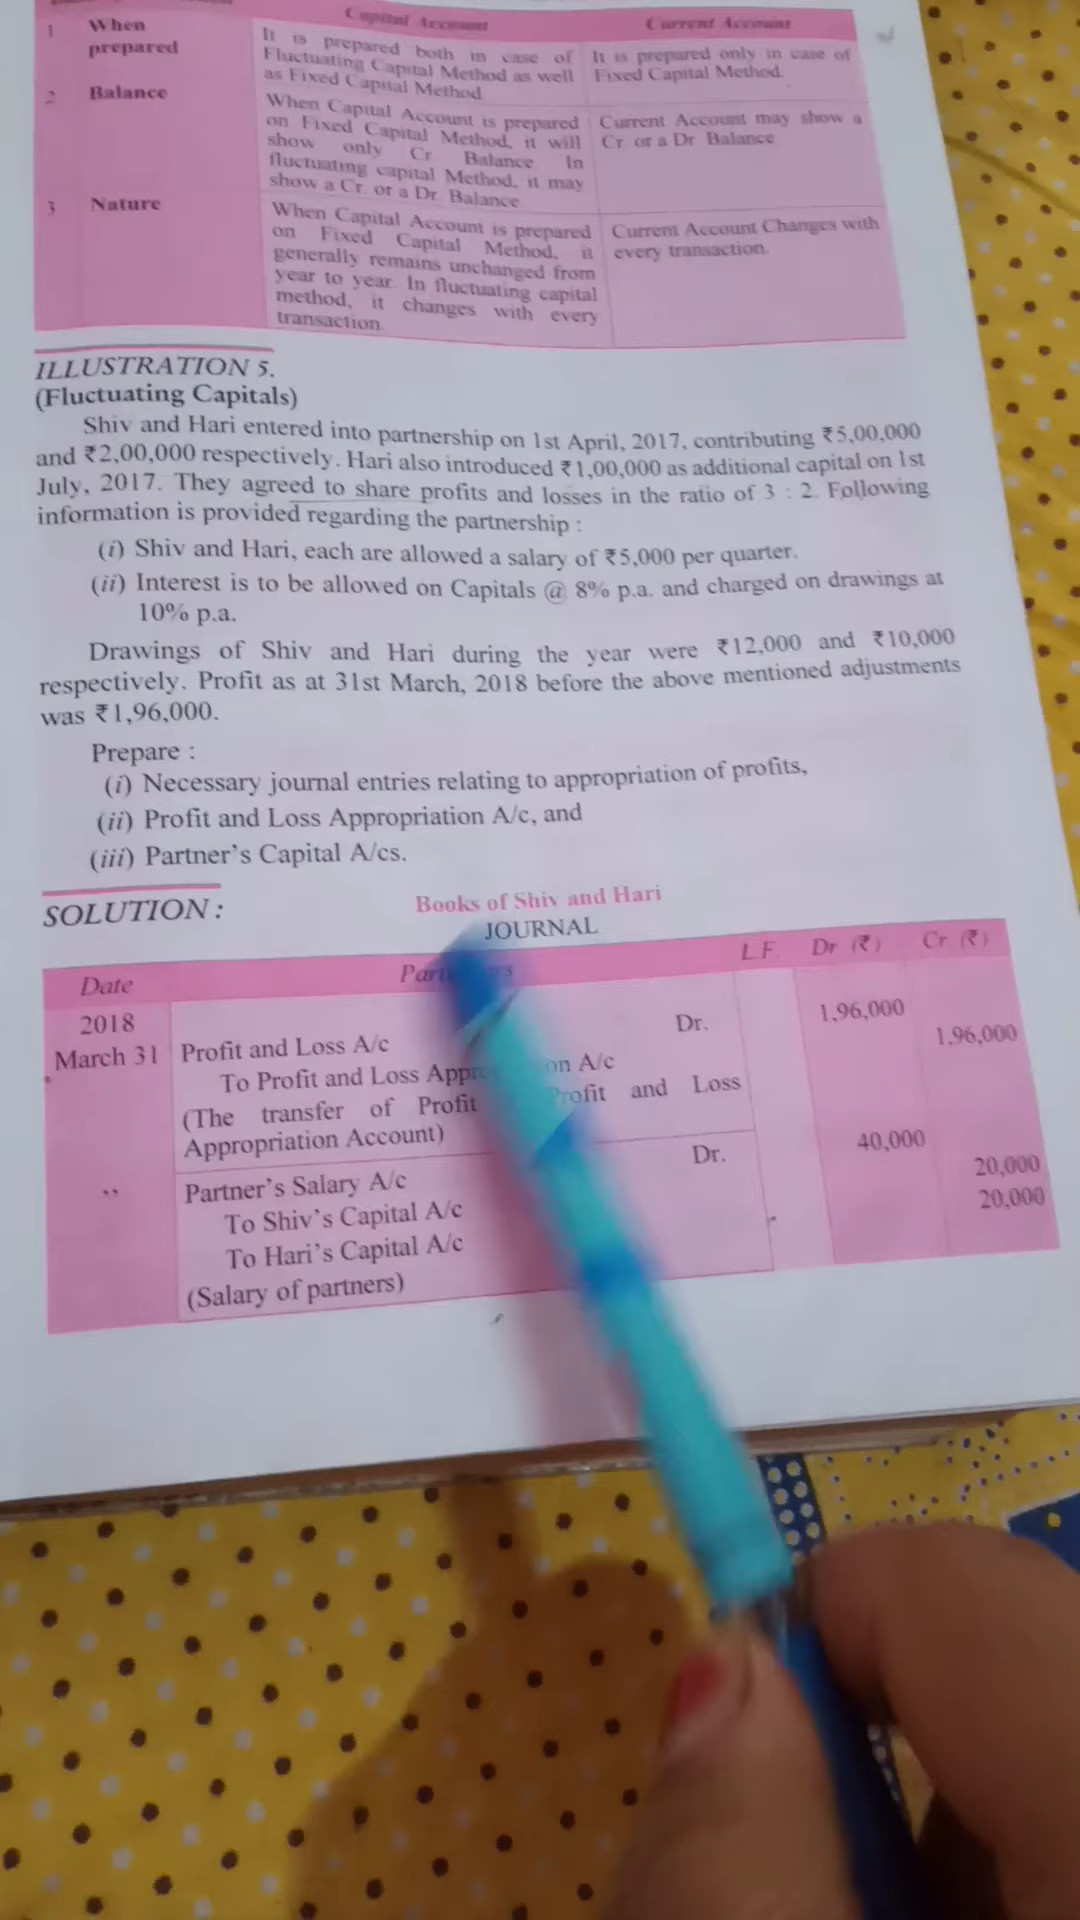 Capital Account Current Account
1 When prepared It is prepared both in case of Fluctuating Capital Method as well as Fixed Capital Method. It is prepared only in case of Fixed Capital Method.
2 Balance When Capital Account is prepared on Fixed Capital Method, it will show only Cr. Balance. In fluctuating capital Method, it may show a Cr. or a Dr. Balance Current Account may show a Cr. or a Dr. Balance
3 Nature When Capital Account is prepared on Fixed Capital Method, it generally remains unchanged from year to year. In fluctuating capital method, it changes with every transaction. Current Account Changes with every transaction.
ILLUSTRATION 5.
(Fluctuating Capitals)
Shiv and Hari entered into partnership on 1st April, 2017, contributing ₹5,00,000
and ₹2,00,000 respectively. Hari also introduced ₹1,00,000 as additional capital on 1st
July, 2017. They agreed to share profits and losses in the ratio of 3 : 2. Following
information is provided regarding the partnership :
(i) Shiv and Hari, each are allowed a salary of ₹5,000 per quarter.
(ii) Interest is to be allowed on Capitals @ 8% p.a. and charged on drawings at
10% p.a.
Drawings of Shiv and Hari during the year were ₹12,000 and ₹10,000
respectively. Profit as at 31st March, 2018 before the above mentioned adjustments
was ₹1,96,000.
Prepare :
(i) Necessary journal entries relating to appropriation of profits,
(ii) Profit and Loss Appropriation A/c, and
(iii) Partner's Capital A/cs.
SOLUTION :
Books of Shiv and Hari
JOURNAL
Date L.F. Dr (₹) Cr (₹)
2018
March 31 Profit and Loss A/c Dr. 1,96,000
To Profit and Loss A/c 1,96,000
(The transfer of Profit Profit and Loss
Appropriation Account)
,, Partner's Salary A/c Dr. 40,000
To Shiv's Capital A/c 20,000
To Hari's Capital A/c 20,000
(Salary of partners)